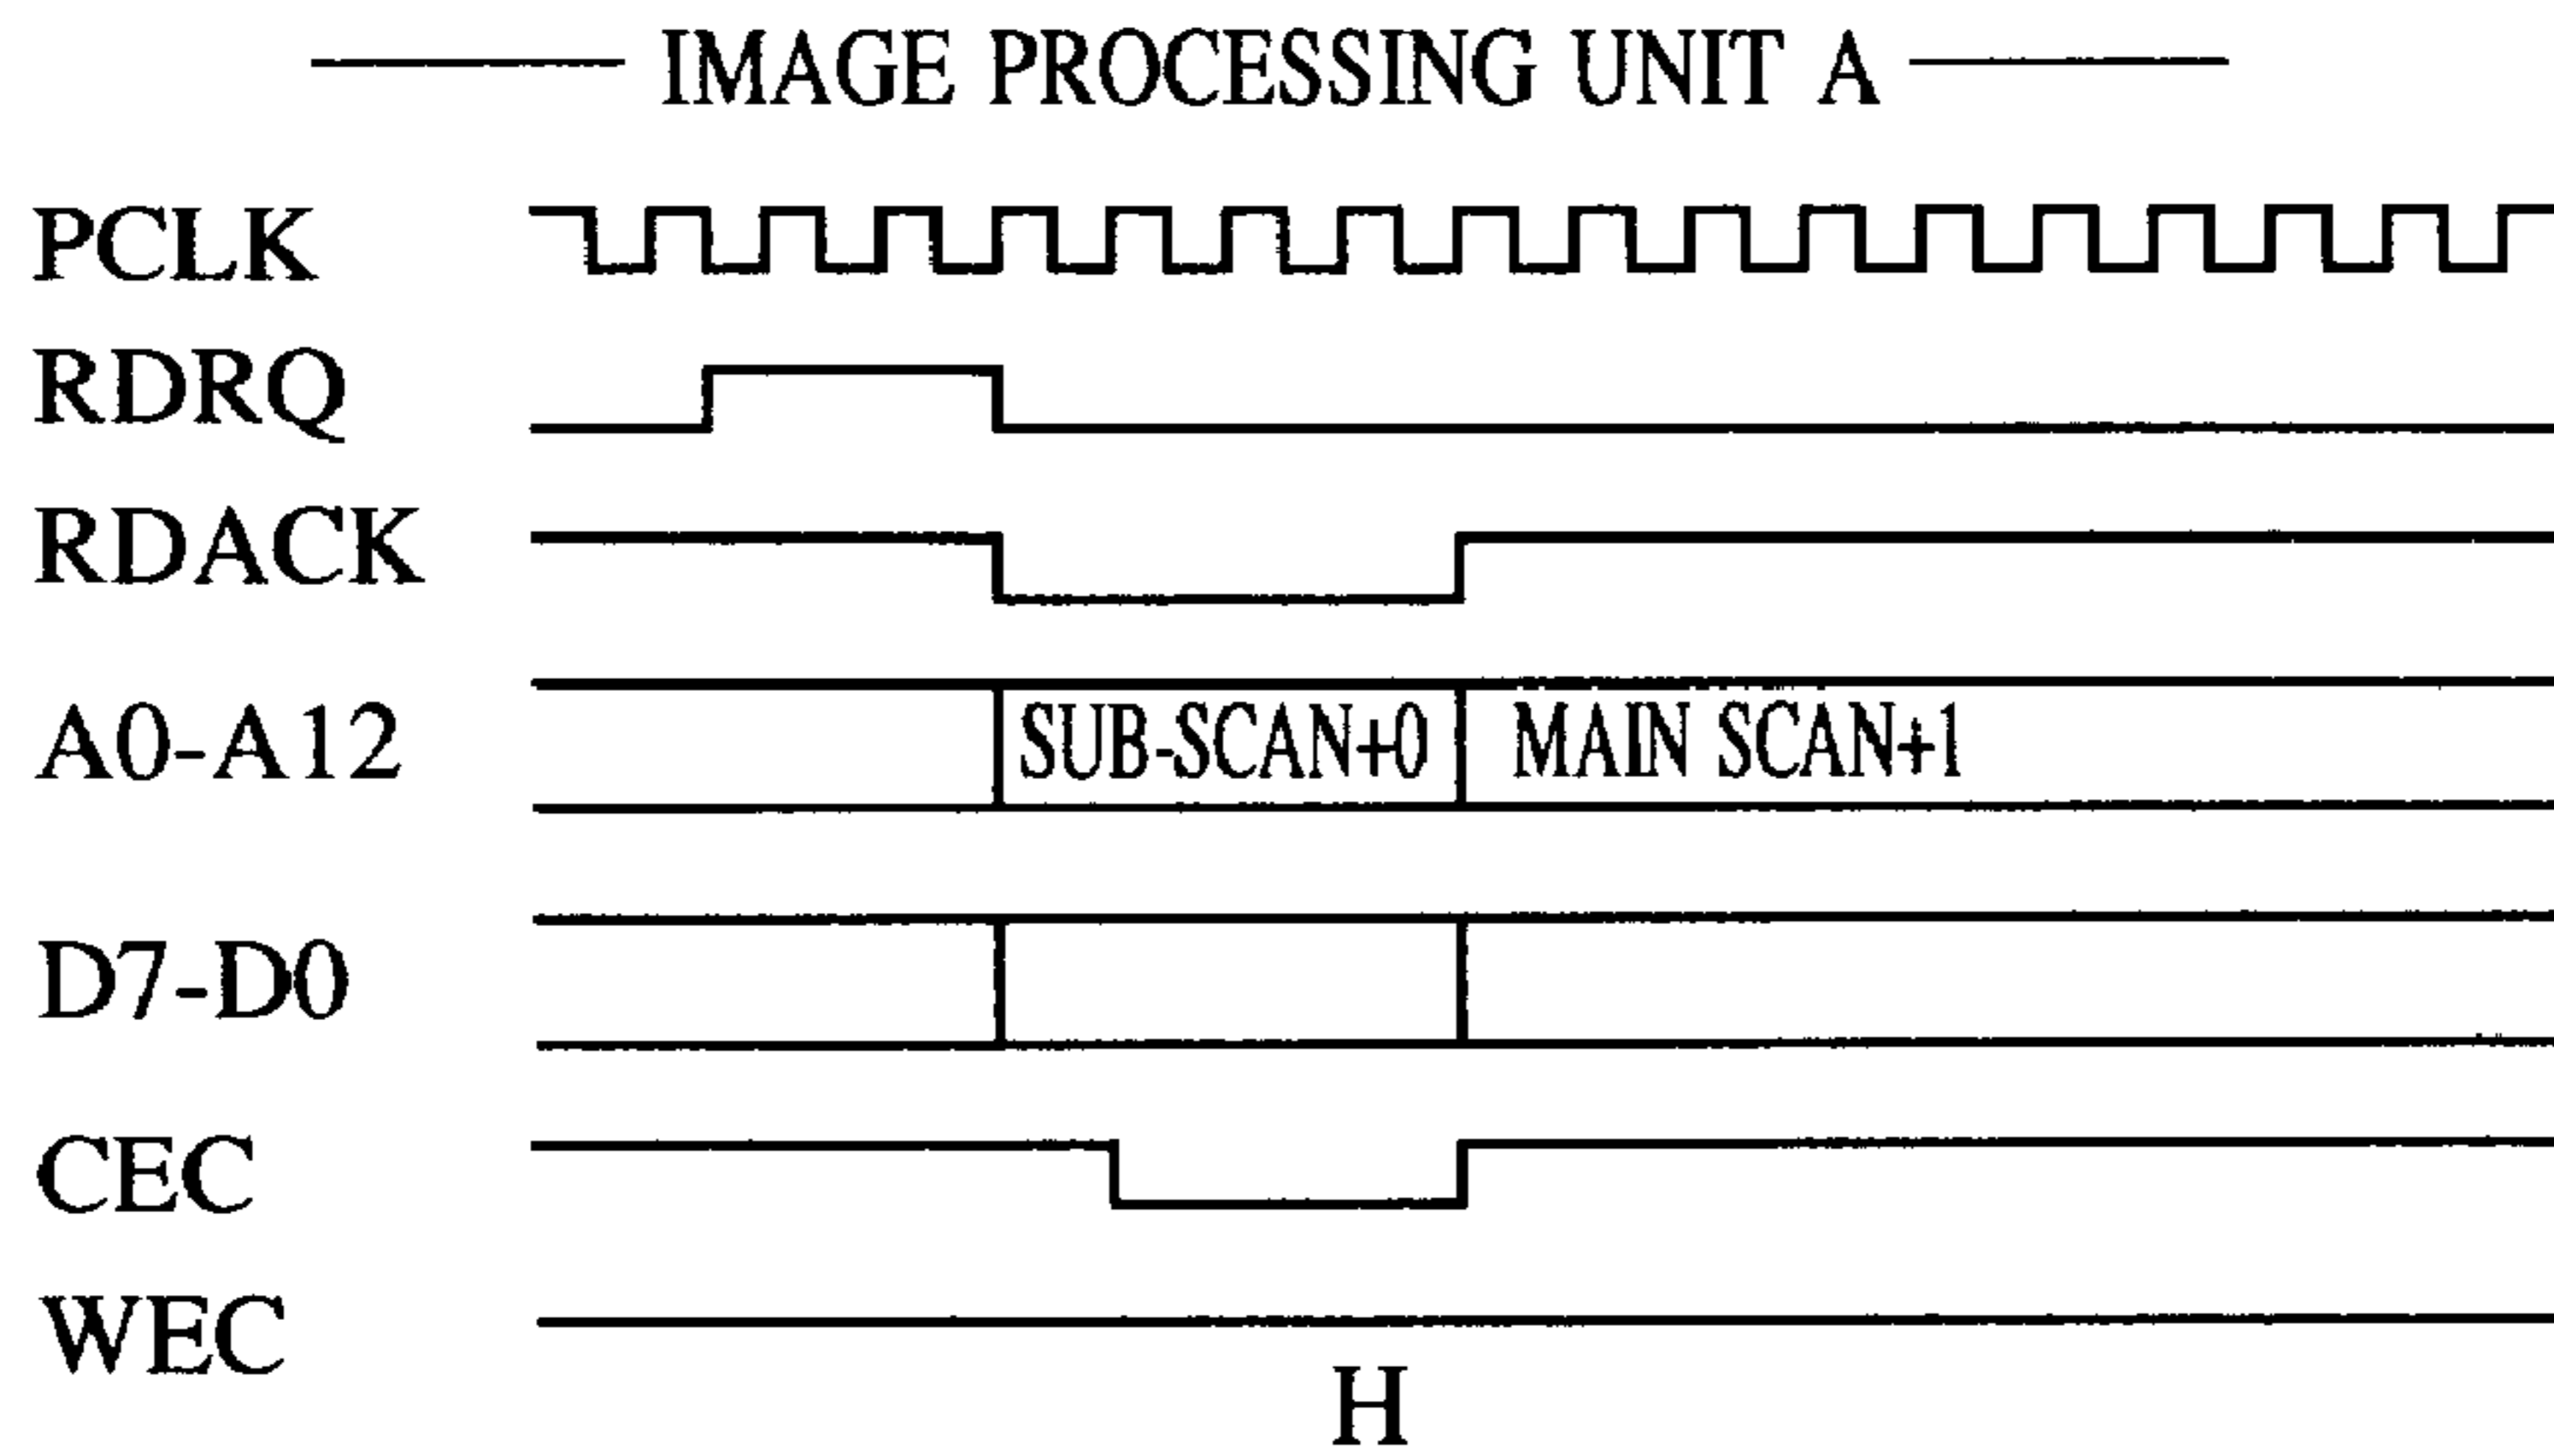 IMAGE PROCESSING UNIT A
PCLK
RDRQ
RDACK
A0-A12 SUB-SCAN+0 MAIN SCAN+1
D7-D0
CEC
WEC
H